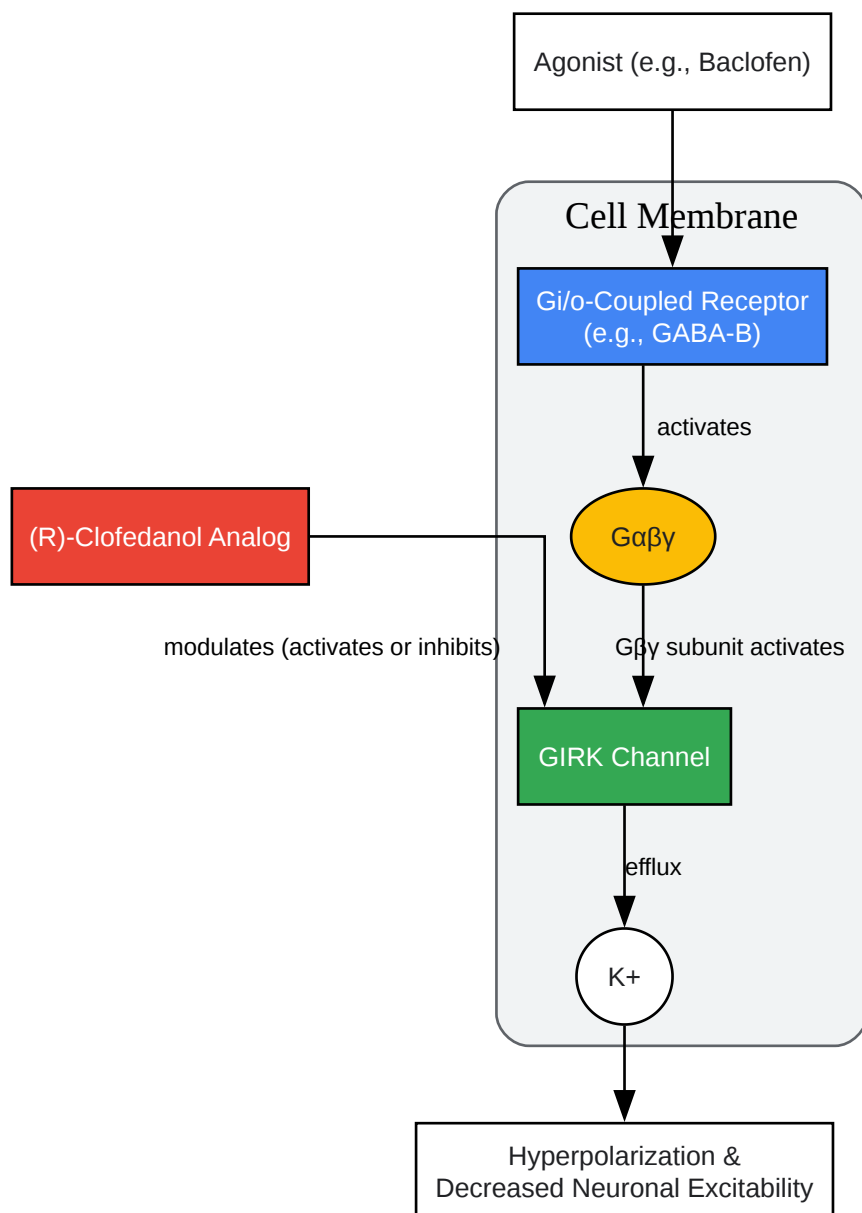 Agonist (e.g., Baclofen)
Cell Membrane
Gi/o-Coupled Receptor
(e.g., GABA-B)
activates
(R)-Clofedanol Analog
Gαβγ
modulates (activates or inhibits)
Gβγ subunit activates
GIRK Channel
efflux
K+
Hyperpolarization &
Decreased Neuronal Excitability